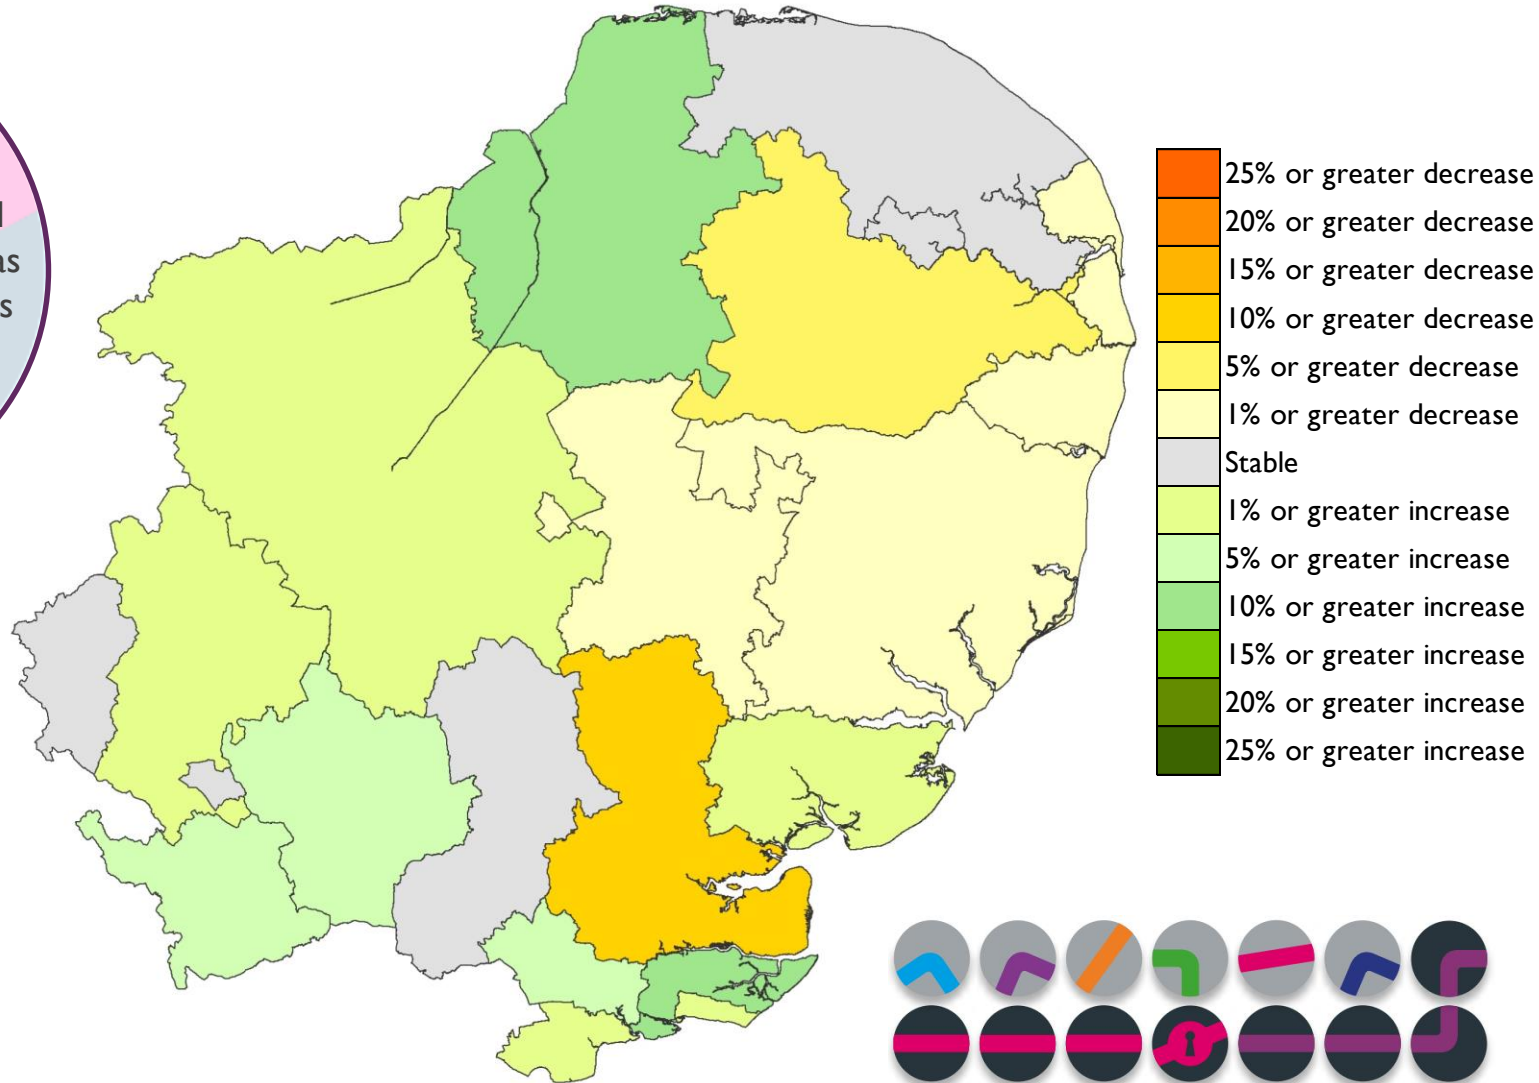 25% or greater decrease
20% or greater decrease
15% or greater decrease
10% or greater decrease
5% or greater decrease
1% or greater decrease
Stable
1% or greater increase
5% or greater increase
10% or greater increase
15% or greater increase
20% or greater increase
25% or greater increase